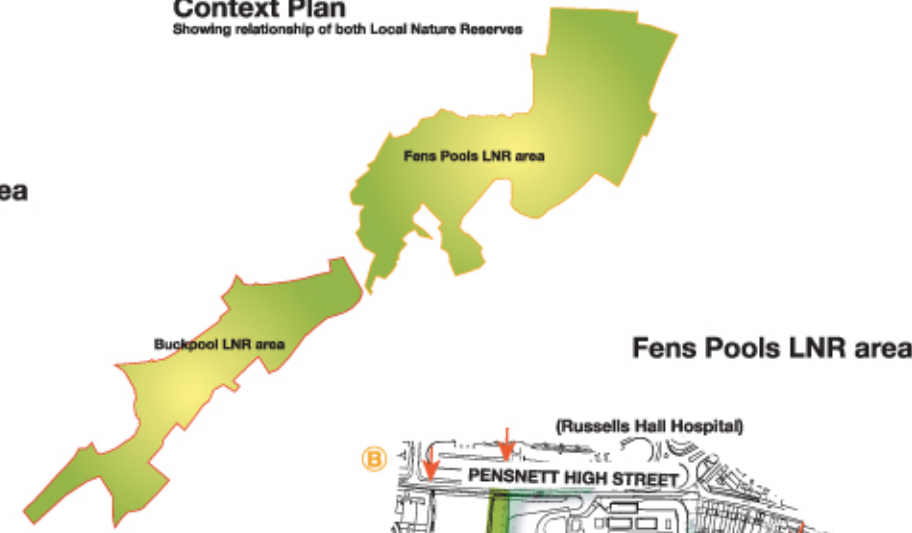 Context Plan
Showing relationship of both Local Nature Reserves
Fens Pools LNR area
ea
Buckpool LNR area
Fens Pools LNR area
(Russells Hall Hospital)
B
PENSNETT HIGH STREET